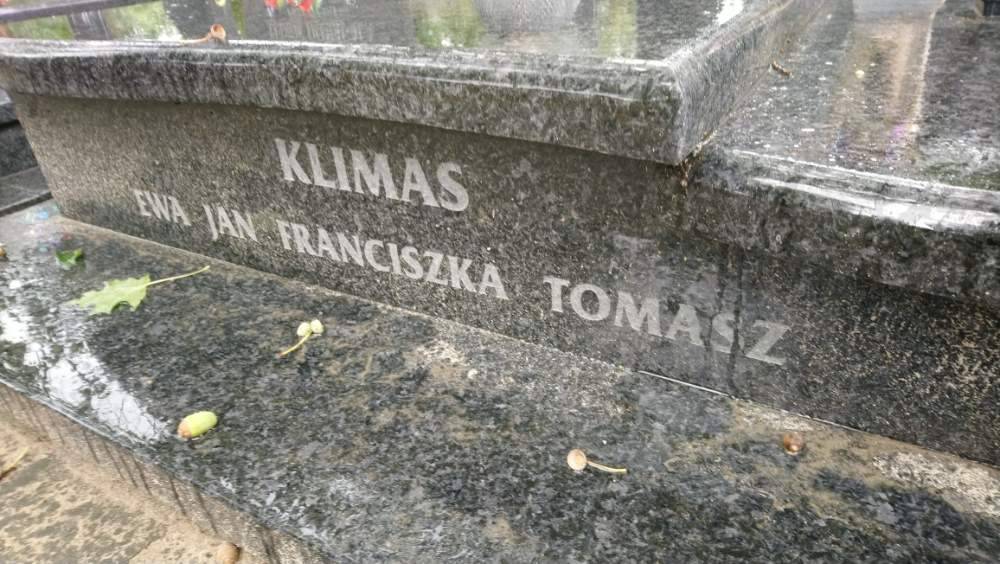 KLIMAS
EWA JAN FRANCISZKA TOMASZ